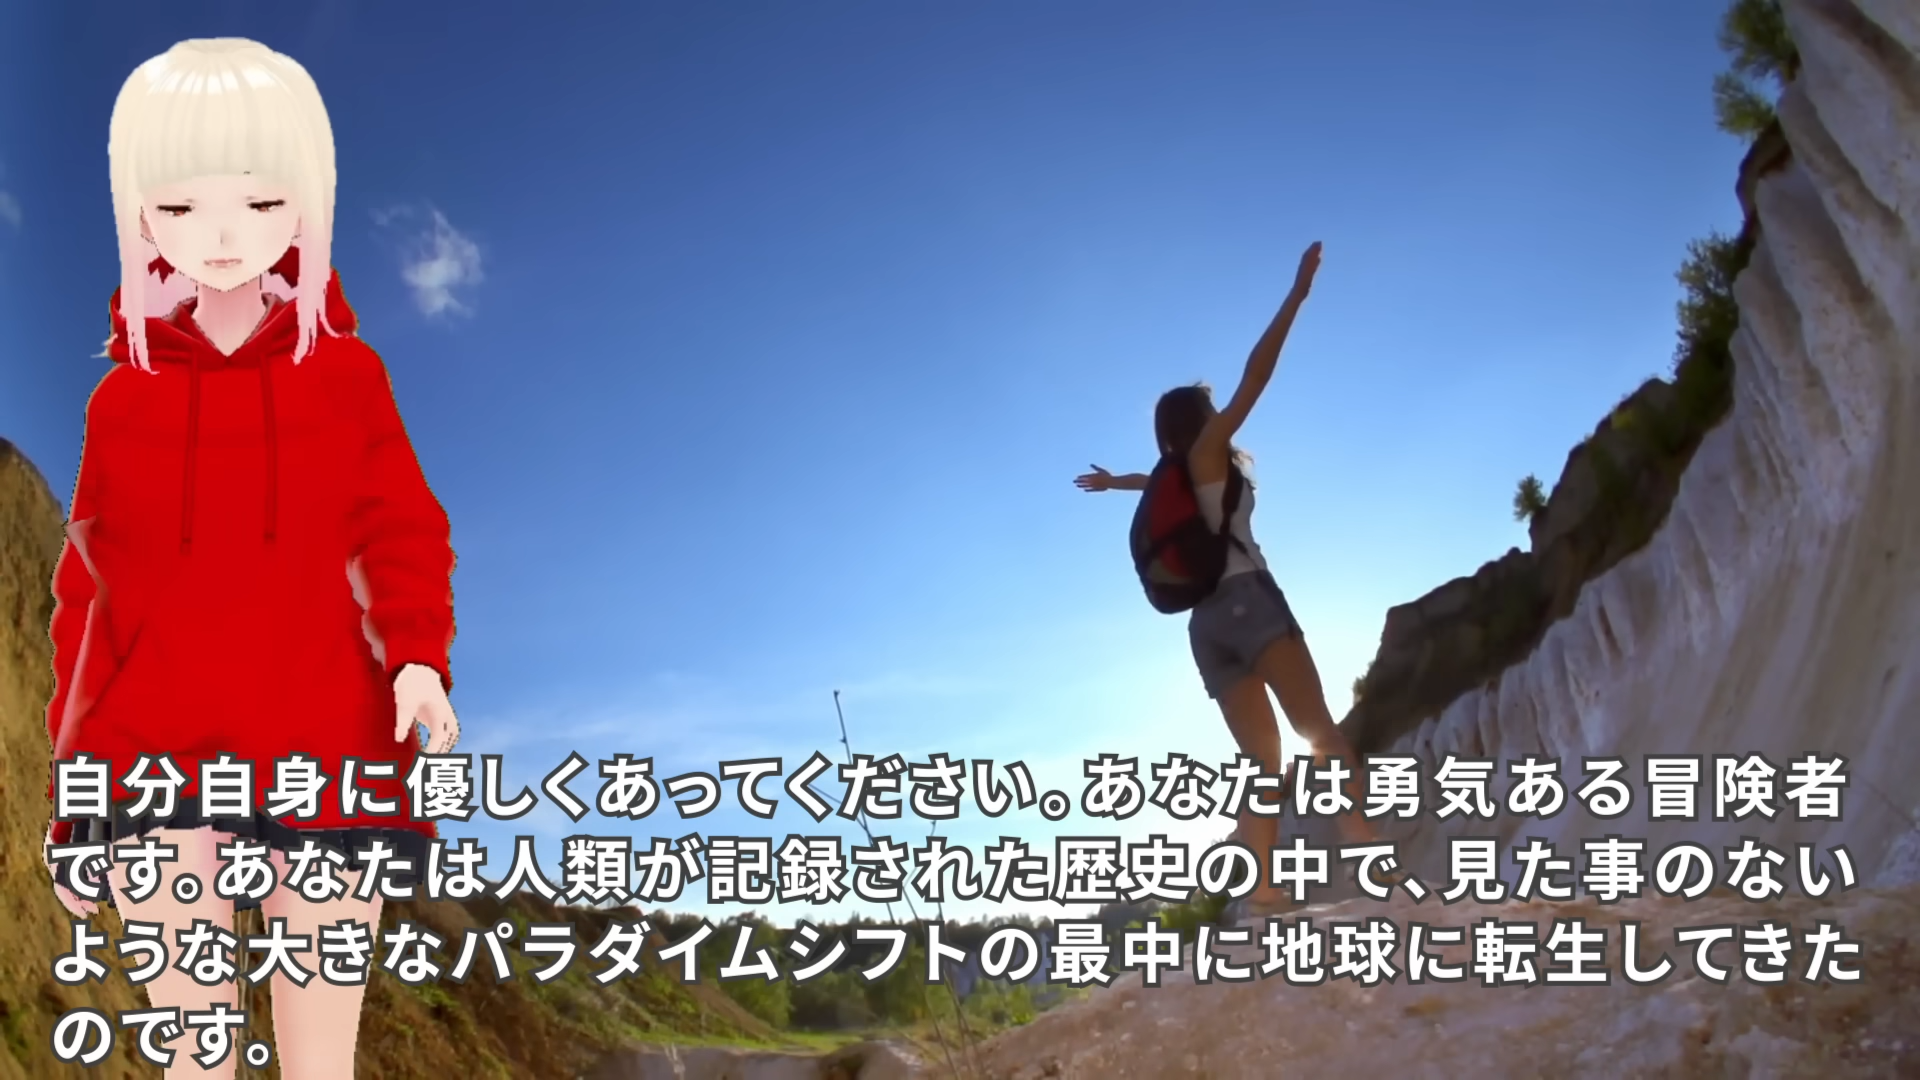 自分自身に優しくあってください。あなたは勇気ある冒険者
です。あなたは人類が記録された歴史の中で、見た事のない
ような大きなパラダイムシフトの最中に地球に転生してきた
のです。